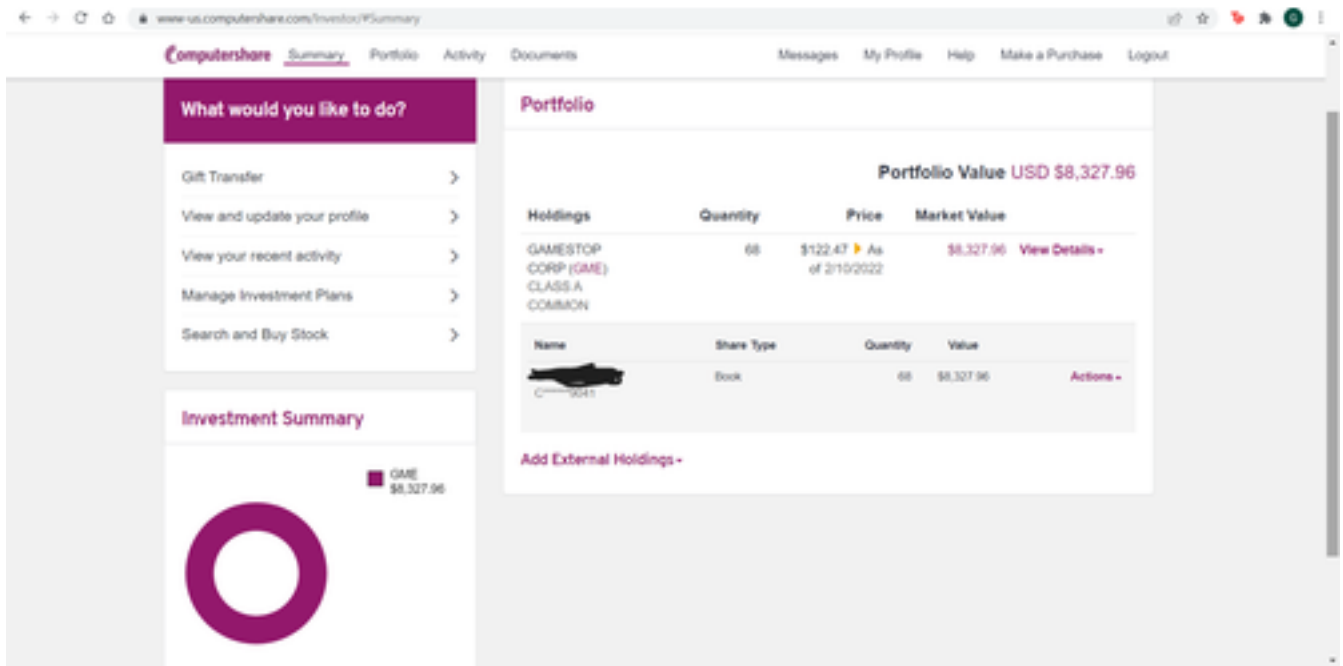 www-us.computershare.com/Investor/#Summary
Computershare Summary Portfolio Activity Documents Messages My Profile Help Make a Purchase Logout
What would you like to do?
Gift Transfer
View and update your profile
View your recent activity
Manage Investment Plans
Search and Buy Stock
Investment Summary
GME
$8,327.96
Portfolio
Portfolio Value USD $8,327.96
Holdings Quantity Price Market Value
GAMESTOP 68 $122.47 As $8,327.96 View Details
CORP (GME) of 2/10/2022
CLASS A
COMMON
Name Share Type Quantity Value
Book 68 $8,327.96 Actions
C*****9041
Add External Holdings